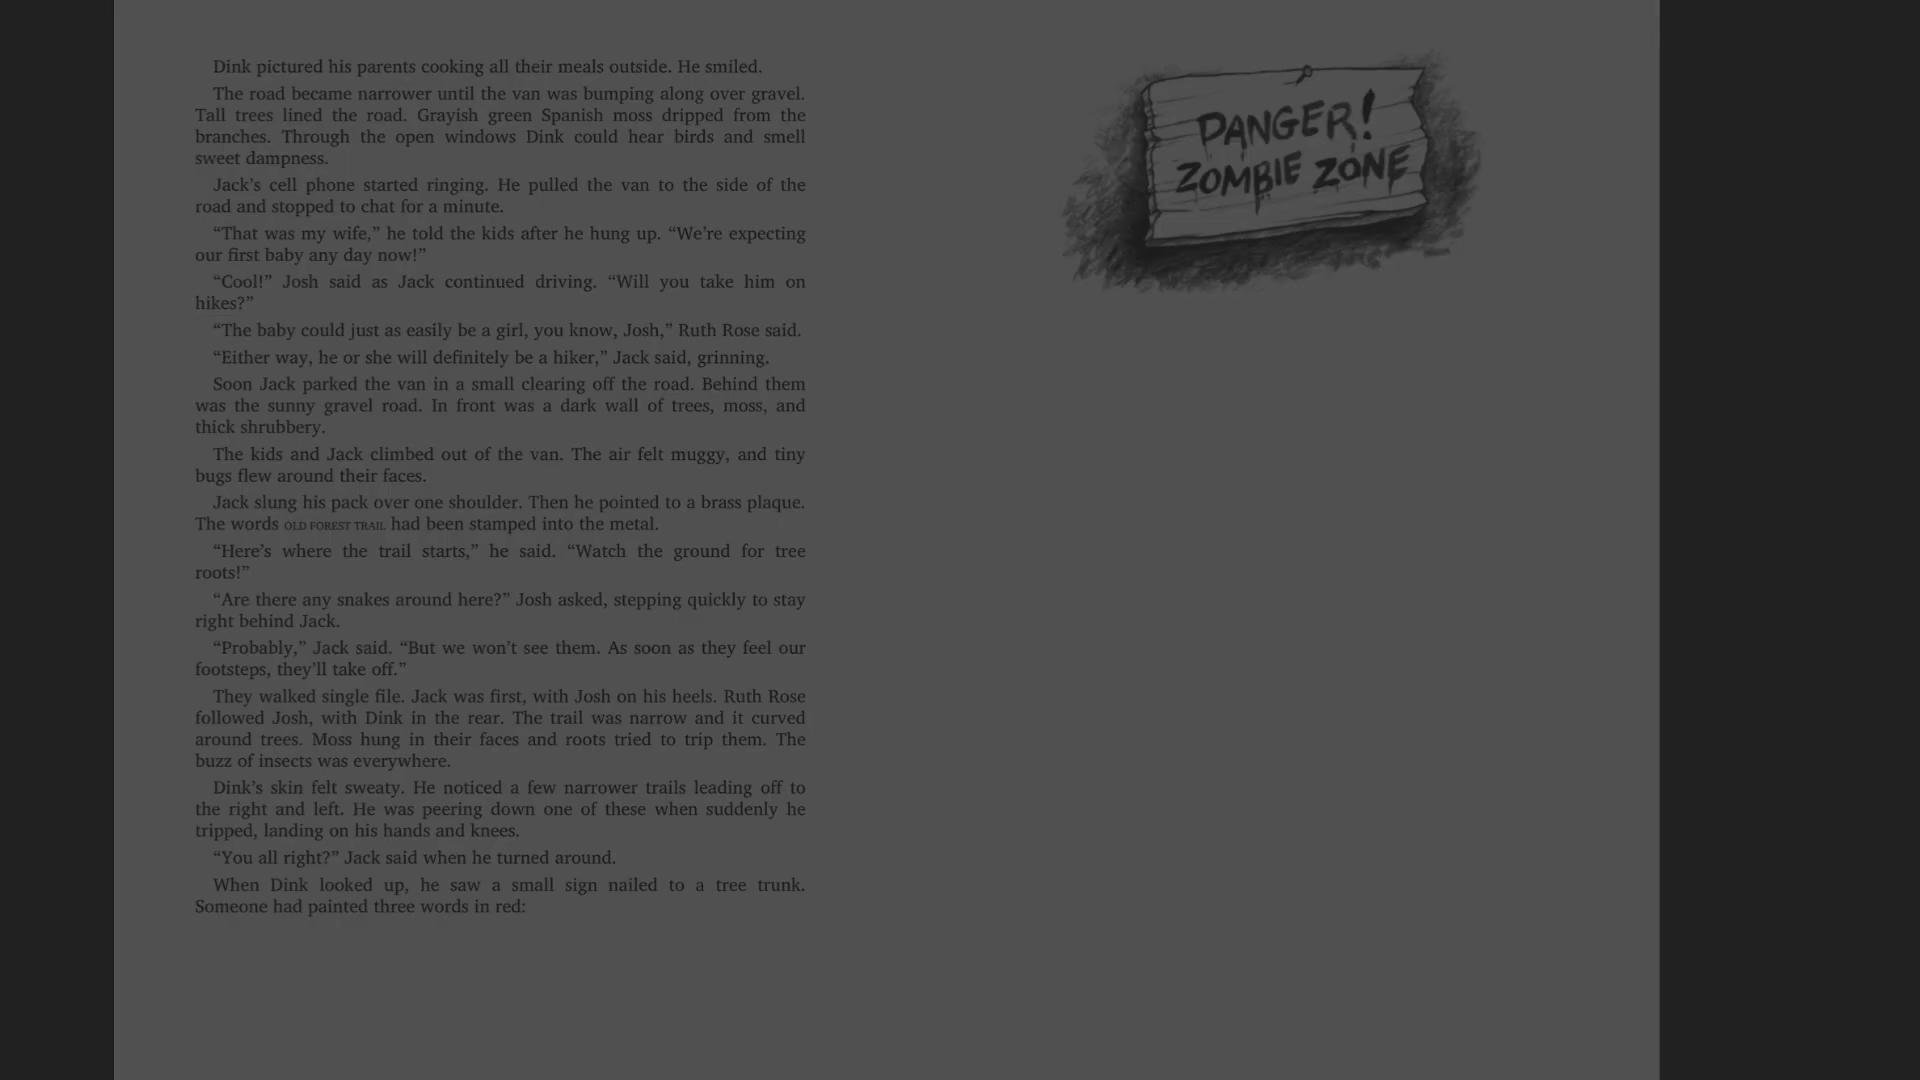 Dink pictured his parents cooking all their meals outside. He smiled.
The road became narrower until the van was bumping along over gravel.
Tall trees lined the road. Grayish green Spanish moss dripped from the
branches. Through the open windows Dink could hear birds and smell
sweet dampness.
Jack’s cell phone started ringing. He pulled the van to the side of the
road and stopped to chat for a minute.
“That was my wife,” he told the kids after he hung up. “We’re expecting
our first baby any day now!”
“Cool!” Josh said as Jack continued driving. “Will you take him on
hikes?”
“The baby could just as easily be a girl, you know, Josh,” Ruth Rose said.
“Either way, he or she will definitely be a hiker,” Jack said, grinning.
Soon Jack parked the van in a small clearing off the road. Behind them
was the sunny gravel road. In front was a dark wall of trees, moss, and
thick shrubbery.
The kids and Jack climbed out of the van. The air felt muggy, and tiny
bugs flew around their faces.
Jack slung his pack over one shoulder. Then he pointed to a brass plaque.
The words OLD FOREST TRAIL had been stamped into the metal.
“Here’s where the trail starts,” he said. “Watch the ground for tree
roots!”
“Are there any snakes around here?” Josh asked, stepping quickly to stay
right behind Jack.
“Probably,” Jack said. “But we won’t see them. As soon as they feel our
footsteps, they’ll take off.”
They walked single file. Jack was first, with Josh on his heels. Ruth Rose
followed Josh, with Dink in the rear. The trail was narrow and it curved
around trees. Moss hung in their faces and roots tried to trip them. The
buzz of insects was everywhere.
Dink’s skin felt sweaty. He noticed a few narrower trails leading off to
the right and left. He was peering down one of these when suddenly he
tripped, landing on his hands and knees.
“You all right?” Jack said when he turned around.
When Dink looked up, he saw a small sign nailed to a tree trunk.
Someone had painted three words in red:
DANGER!
ZOMBIE ZONE